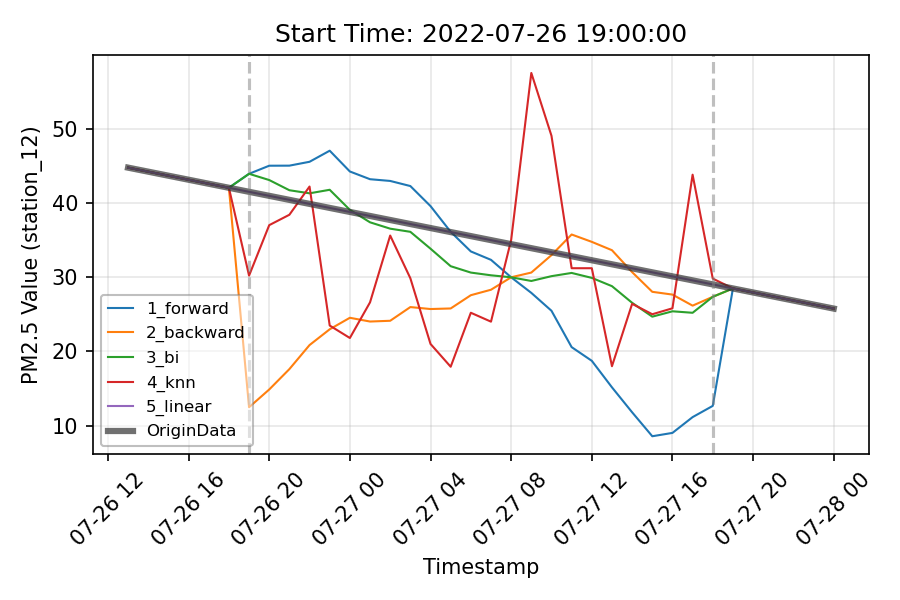 Start Time: 2022-07-26 19:00:00
PM2.5 Value (station_12)
50
40
30
20
10
1_forward
2_backward
3_bi
4_knn
5_linear
OriginData
07-26 12
07-26 16
07-26 20
07-27 00
07-27 04
07-27 08
07-27 12
07-27 16
07-27 20
07-28 00
Timestamp